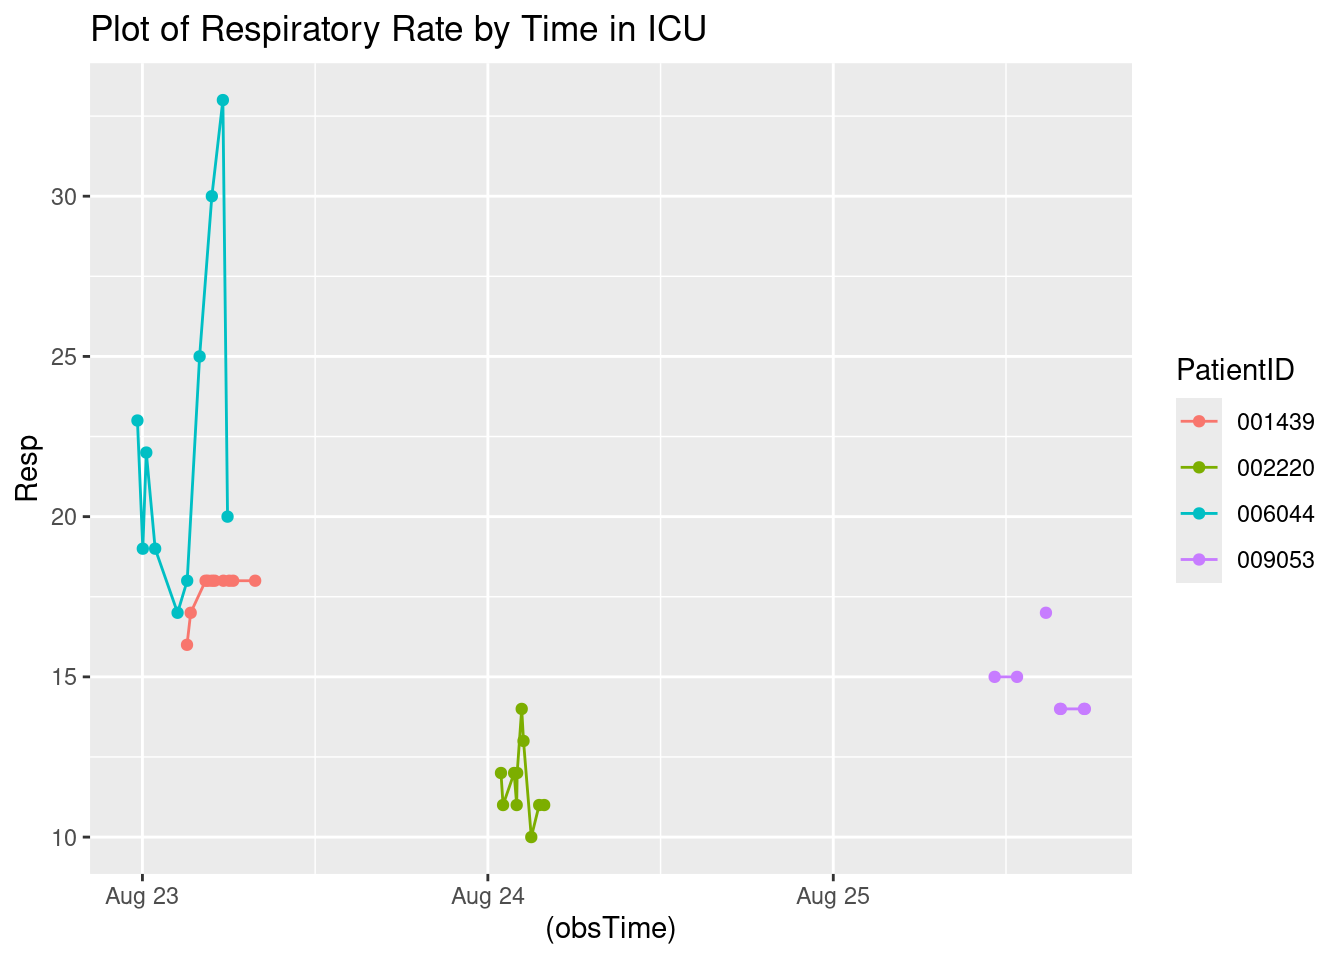 Plot of Respiratory Rate by Time in ICU
Resp
30
25
20
15
10
Aug 23
Aug 24
Aug 25
(obsTime)
PatientID
001439
002220
006044
009053